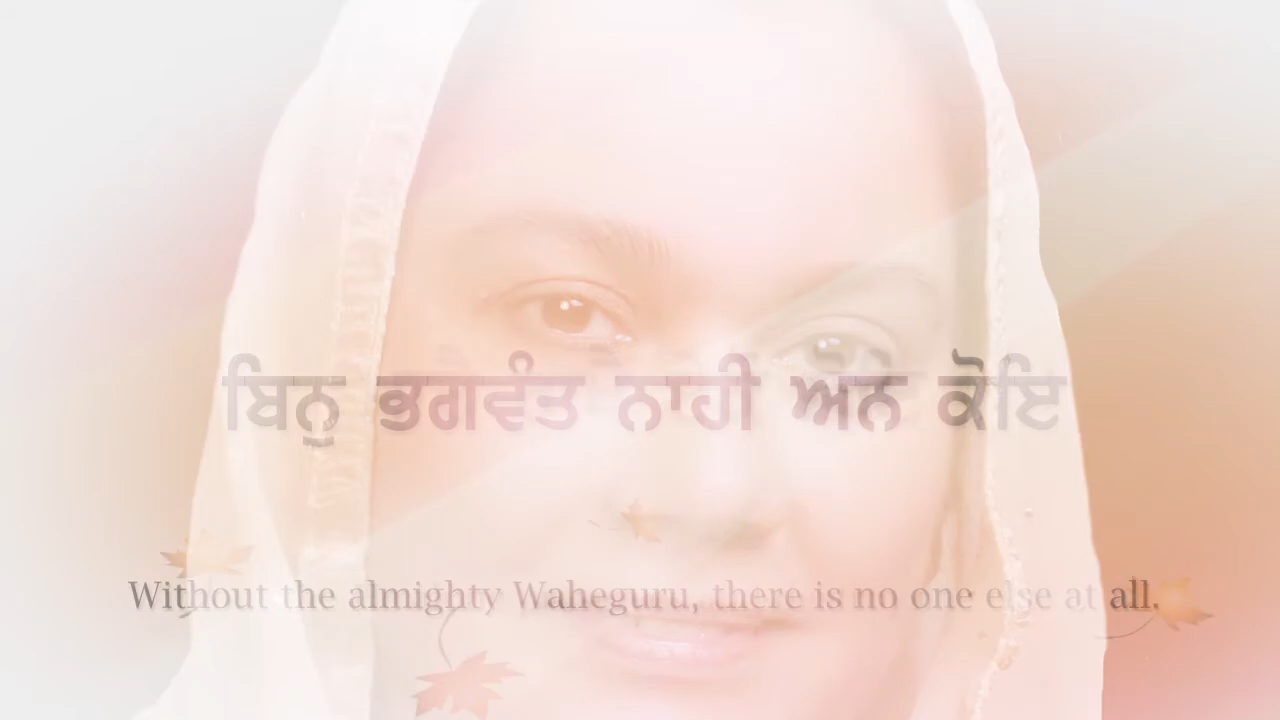 ਬਿਨੁ ਭਗਵੰਤ ਨਾਹੀ ਅਨ ਕੋਇ
Without the almighty Waheguru, there is no one else at all.